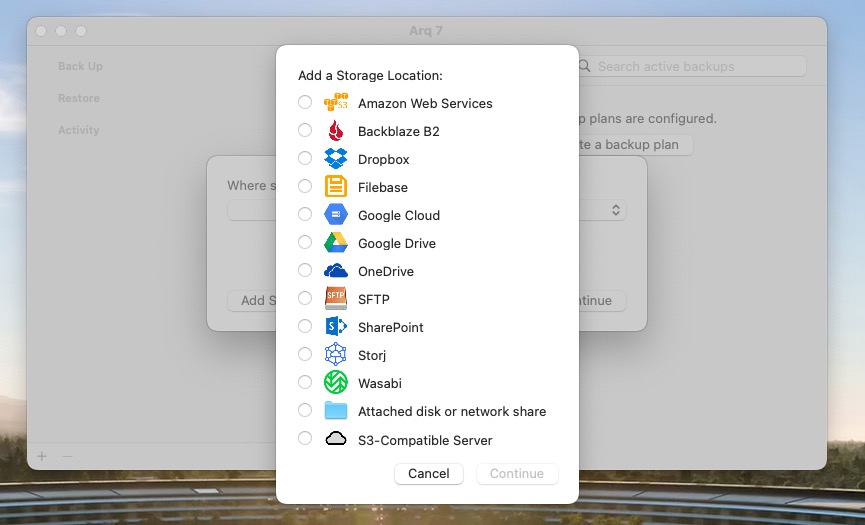 Arq 7
Back Up
Restore
Activity
Search active backups
plans are configured.
te a backup plan
Where s
Add S
ntinue
Add a Storage Location:
S3
Amazon Web Services
Backblaze B2
Dropbox
Filebase
Google Cloud
Google Drive
OneDrive
SFTP
SFTP
S
SharePoint
Storj
Wasabi
Attached disk or network share
S3-Compatible Server
Cancel
Continue